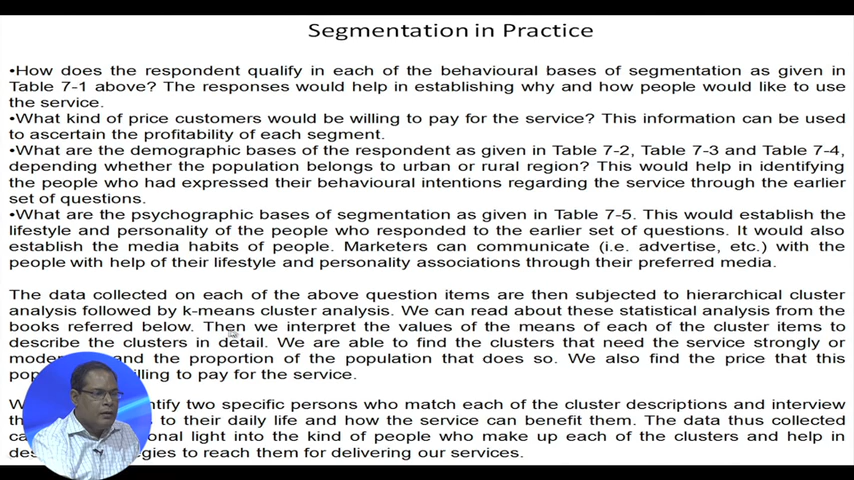 Segmentation in Practice
•How does the respondent qualify in each of the behavioural bases of segmentation as given in
Table 7-1 above? The responses would help in establishing why and how people would like to
use the service.
•What kind of price customers would be willing to pay for the service? This information can be used
to ascertain the profitability of each segment.
•What are the demographic bases of the respondent as given in Table 7-2, Table 7-3 and Table 7-4,
depending whether the population belongs to urban or rural region? This would help in identifying
the people who had expressed their behavioural intentions regarding the service through the earlier
set of questions.
•What are the psychographic bases of segmentation as given in Table 7-5. This would establish the
lifestyle and personality of the people who responded to the earlier set of questions. It would also
establish the media habits of people. Marketers can communicate (i.e. advertise, etc.) with the
people with help of their lifestyle and personality associations through their preferred media.
The data collected on each of the above question items are then subjected to hierarchical cluster
analysis followed by k-means cluster analysis. We can read about these statistical analysis from the
books referred below. Then we interpret the values of the means of each of the cluster items to
describe the clusters in detail. We are able to find the clusters that need the service strongly or
and the proportion of the population that does so. We also find the price that this
willing to pay for the service.
two specific persons who match each of the cluster descriptions and interview
to their daily life and how the service can benefit them. The data thus collected
light into the kind of people who make up each of the clusters and help in
to reach them for delivering our services.